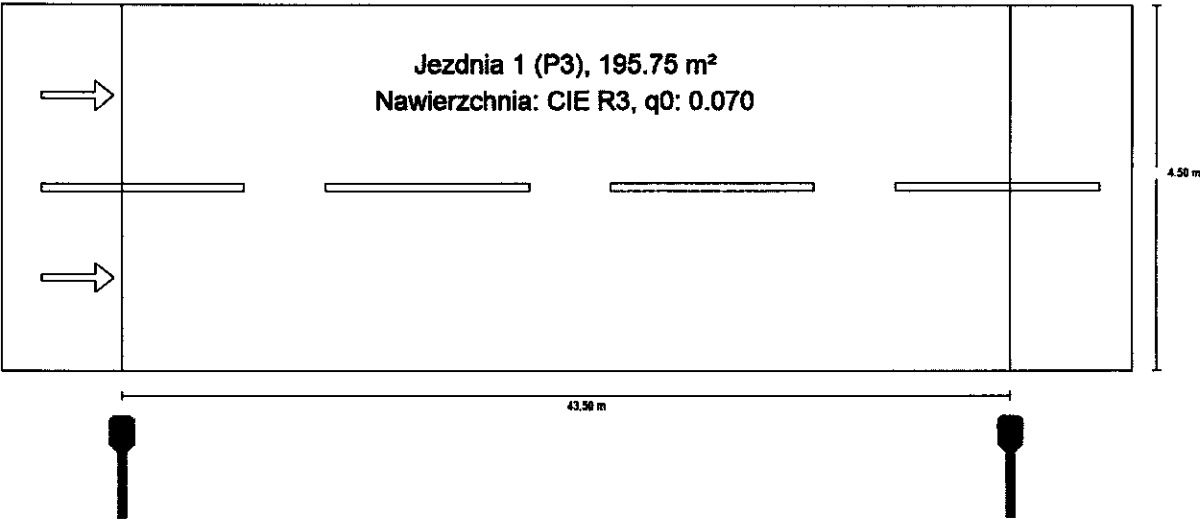 Jezdnia 1 (P3), 195.75 m²
Nawierzchnia: CIE R3, q0: 0.070
4.50 m
43.50 m